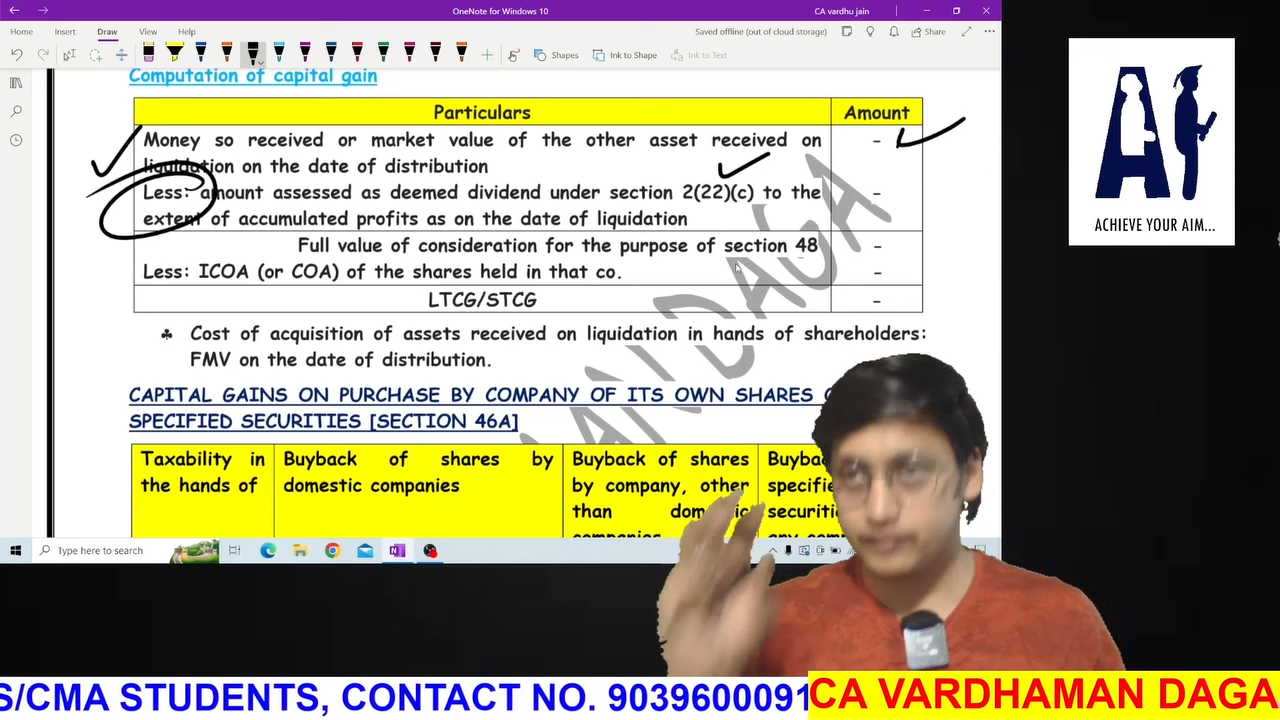 OneNote for Windows 10
CA vardhu jain
Home Insert Draw View Help
Saved offline (out of cloud storage)
Share
Shapes
Ink to Shape
Ink to Text
Computation of capital gain
Particulars Amount
Money so received or market value of the other asset received on -
liquidation on the date of distribution
Less: amount assessed as deemed dividend under section 2(22)(c) to the -
extent of accumulated profits as on the date of liquidation
Full value of consideration for the purpose of section 48 -
Less: ICOA (or COA) of the shares held in that co. -
LTCG/STCG -
♣ Cost of acquisition of assets received on liquidation in hands of shareholders:
FMV on the date of distribution.
CAPITAL GAINS ON PURCHASE BY COMPANY OF ITS OWN SHARES
SPECIFIED SECURITIES [SECTION 46A]
Taxability in Buyback of shares by Buyback of shares
the hands of domestic companies by company, other
than
DAGA
Type here to search
AI
ACHIEVE YOUR AIM...
S/CMA STUDENTS, CONTACT NO. 9039600091
CA VARDHAMAN DAGA